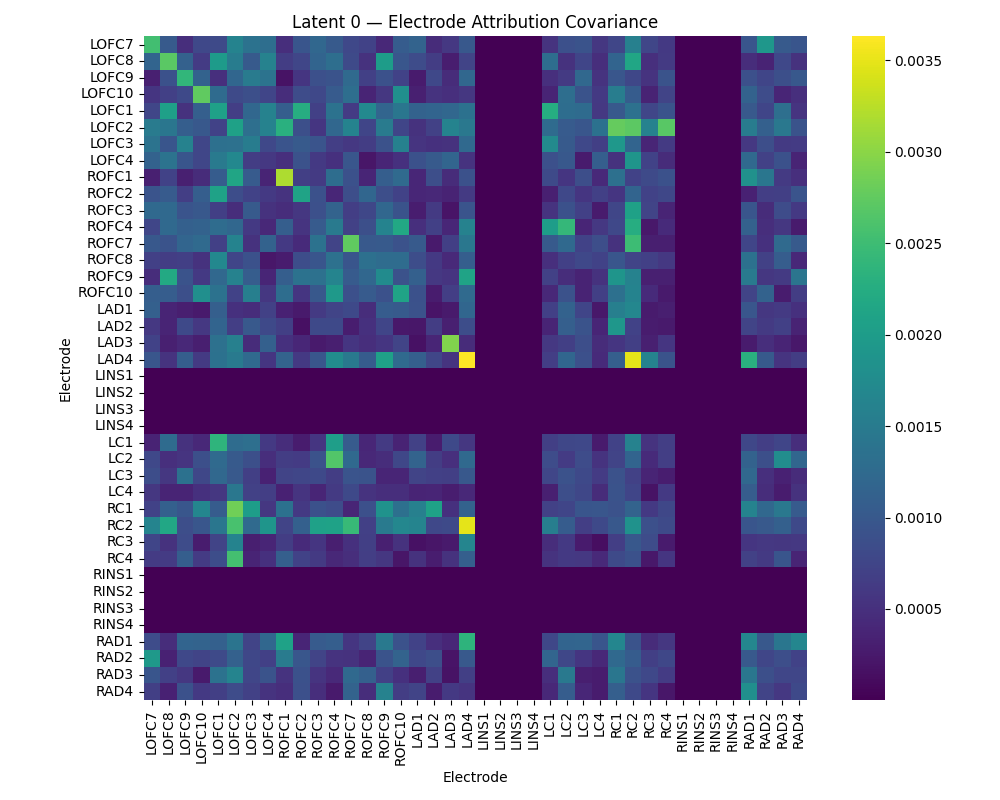 Latent 0 — Electrode Attribution Covariance
Electrode
LOFC7
LOFC8
LOFC9
LOFC10
LOFC1
LOFC2
LOFC3
LOFC4
ROFC1
ROFC2
ROFC3
ROFC4
ROFC7
ROFC8
ROFC9
ROFC10
LAD1
LAD2
LAD3
LAD4
LINS1
LINS2
LINS3
LINS4
LC1
LC2
LC3
LC4
RC1
RC2
RC3
RC4
RINS1
RINS2
RINS3
RINS4
RAD1
RAD2
RAD3
RAD4
LOFC7 LOFC8 LOFC9 LOFC10 LOFC1 LOFC2 LOFC3 LOFC4 ROFC1 ROFC2 ROFC3 ROFC4 ROFC7 ROFC8 ROFC9 ROFC10 LAD1 LAD2 LAD3 LAD4 LINS1 LINS2 LINS3 LINS4 LC1 LC2 LC3 LC4 RC1 RC2 RC3 RC4 RINS1 RINS2 RINS3 RINS4 RAD1 RAD2 RAD3 RAD4
Electrode
0.0035
0.0030
0.0025
0.0020
0.0015
0.0010
0.0005